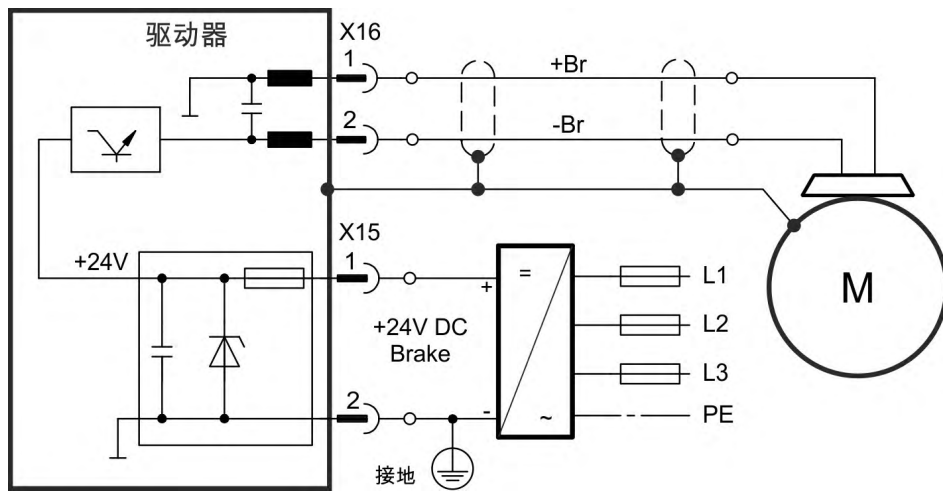 驱动器
X16
1
+Br
2
-Br
X15
+24V
1
+
=
L1
+24V DC
Brake
L2
M
L3
2
-
~
PE
接地